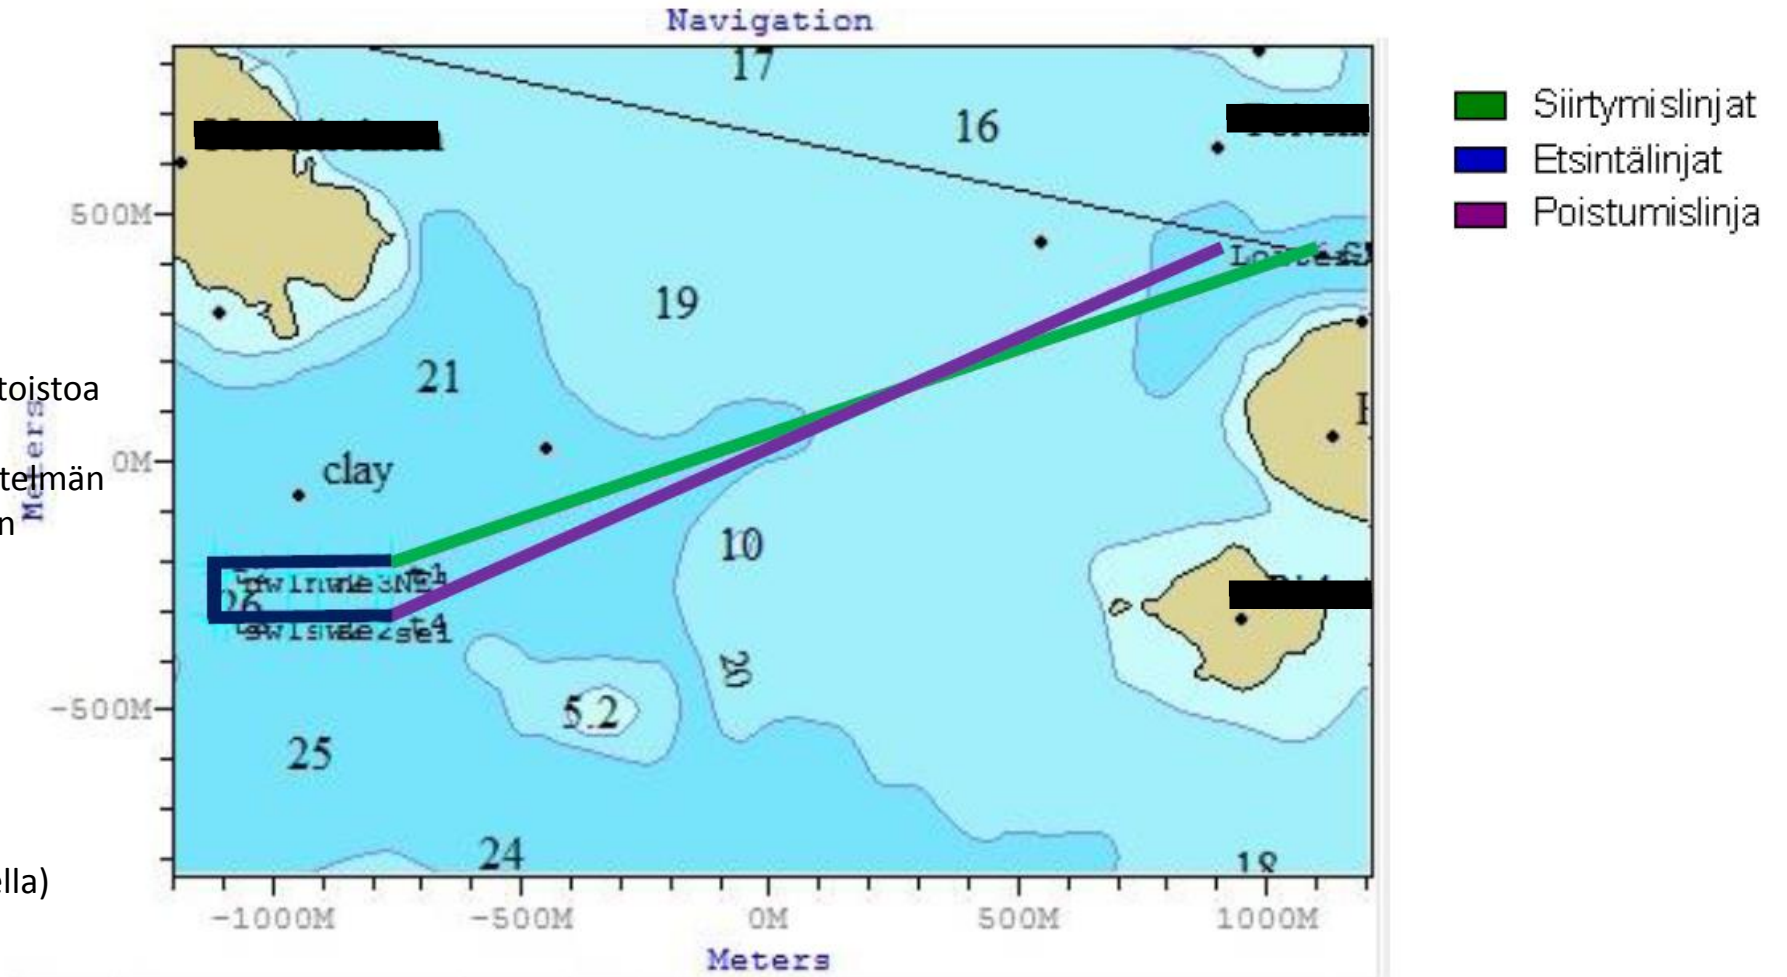 Navigation
17
16
Siirtymislinjat
Etsintälinjat
Poistumislinja
500M
19
21
toistoa
Meters
0M
clay
telmän
n
10
26
20
-500M
5.2
25
24
lla)
18
-1000M
-500M
0M
500M
1000M
Meters